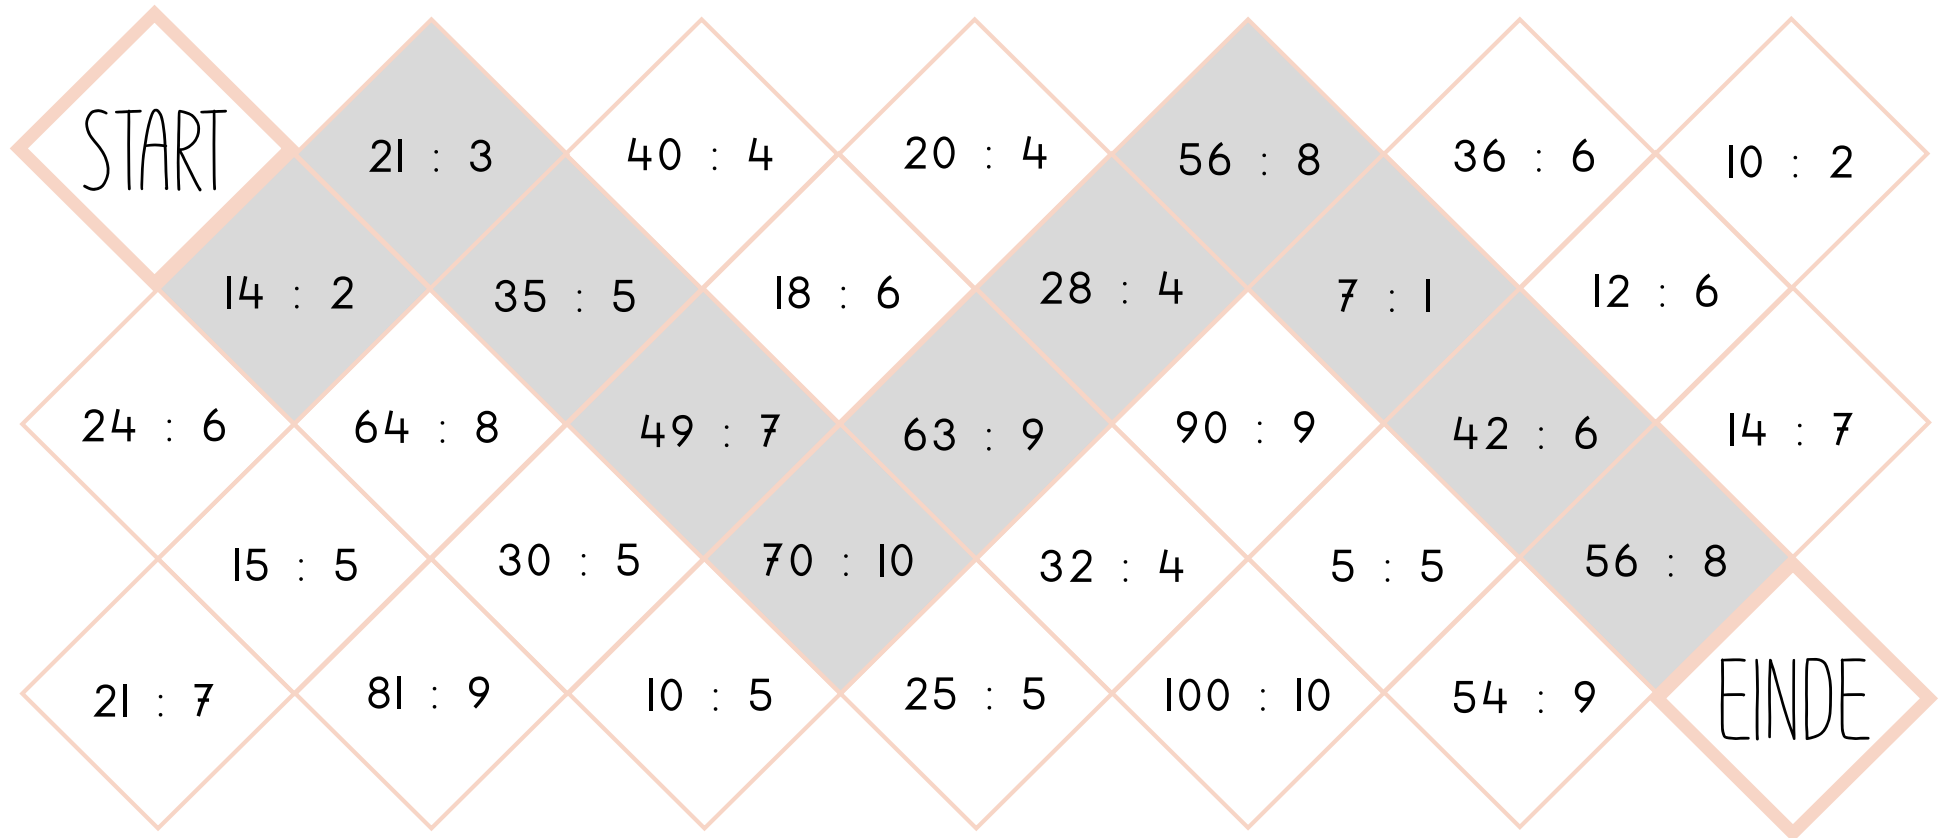 START 21 : 3 40 : 4 20 : 4 56 : 8 36 : 6 10 : 2
14 : 2 35 : 5 18 : 6 28 : 4 7 : 1 12 : 6
24 : 6 64 : 8 49 : 7 63 : 9 90 : 9 42 : 6 14 : 7
15 : 5 30 : 5 70 : 10 32 : 4 5 : 5 56 : 8
21 : 7 81 : 9 10 : 5 25 : 5 100 : 10 54 : 9 EINDE